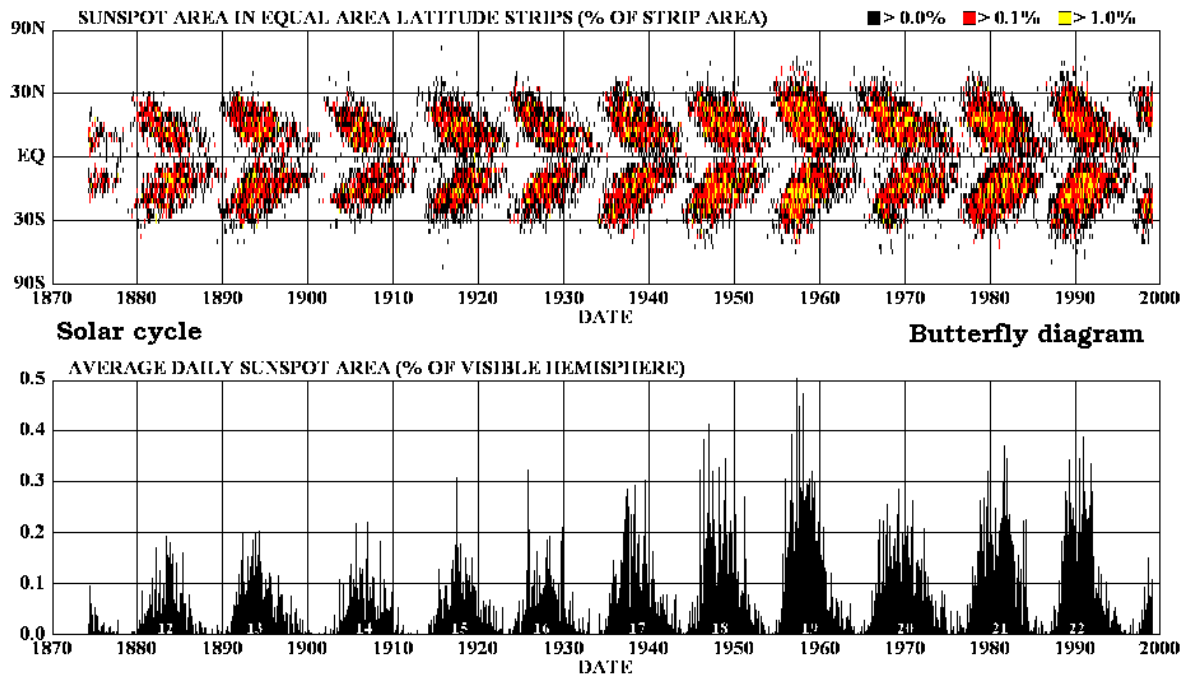 SUNSPOT AREA IN EQUAL AREA LATITUDE STRIPS (% OF STRIP AREA) > 0.0% > 0.1% > 1.0%
90N
30N
EQ
30S
90S
1870 1880 1890 1900 1910 1920 1930 1940 1950 1960 1970 1980 1990 2000
DATE
Solar cycle Butterfly diagram
AVERAGE DAILY SUNSPOT AREA (% OF VISIBLE HEMISPHERE)
0.5
0.4
0.3
0.2
0.1
0.0
12 13 14 15 16 17 18 19 20 21 22
1870 1880 1890 1900 1910 1920 1930 1940 1950 1960 1970 1980 1990 2000
DATE